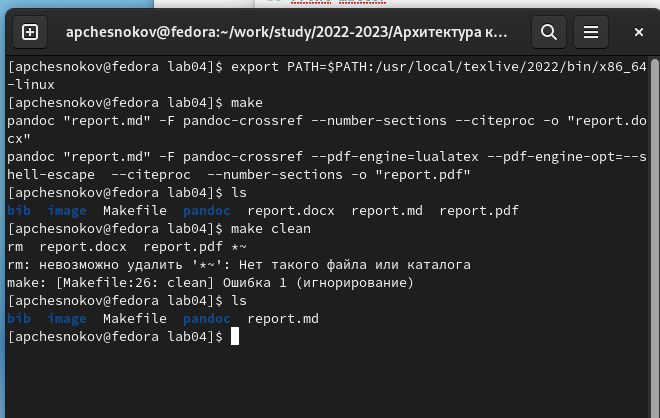 apchesnokov@fedora:~/work/study/2022-2023/Архитектура к...
[apchesnokov@fedora lab04]$ export PATH=$PATH:/usr/local/texlive/2022/bin/x86_64
-linux
[apchesnokov@fedora lab04]$ make
pandoc "report.md" -F pandoc-crossref --number-sections --citeproc -o "report.do
cx"
pandoc "report.md" -F pandoc-crossref --pdf-engine=lualatex --pdf-engine-opt=--s
hell-escape  --citeproc  --number-sections -o "report.pdf"
[apchesnokov@fedora lab04]$ ls
bib  image  Makefile  pandoc  report.docx  report.md  report.pdf
[apchesnokov@fedora lab04]$ make clean
rm  report.docx  report.pdf *~
rm: невозможно удалить '*~': Нет такого файла или каталога
make: [Makefile:26: clean] Ошибка 1 (игнорирование)
[apchesnokov@fedora lab04]$ ls
bib  image  Makefile  pandoc  report.md
[apchesnokov@fedora lab04]$